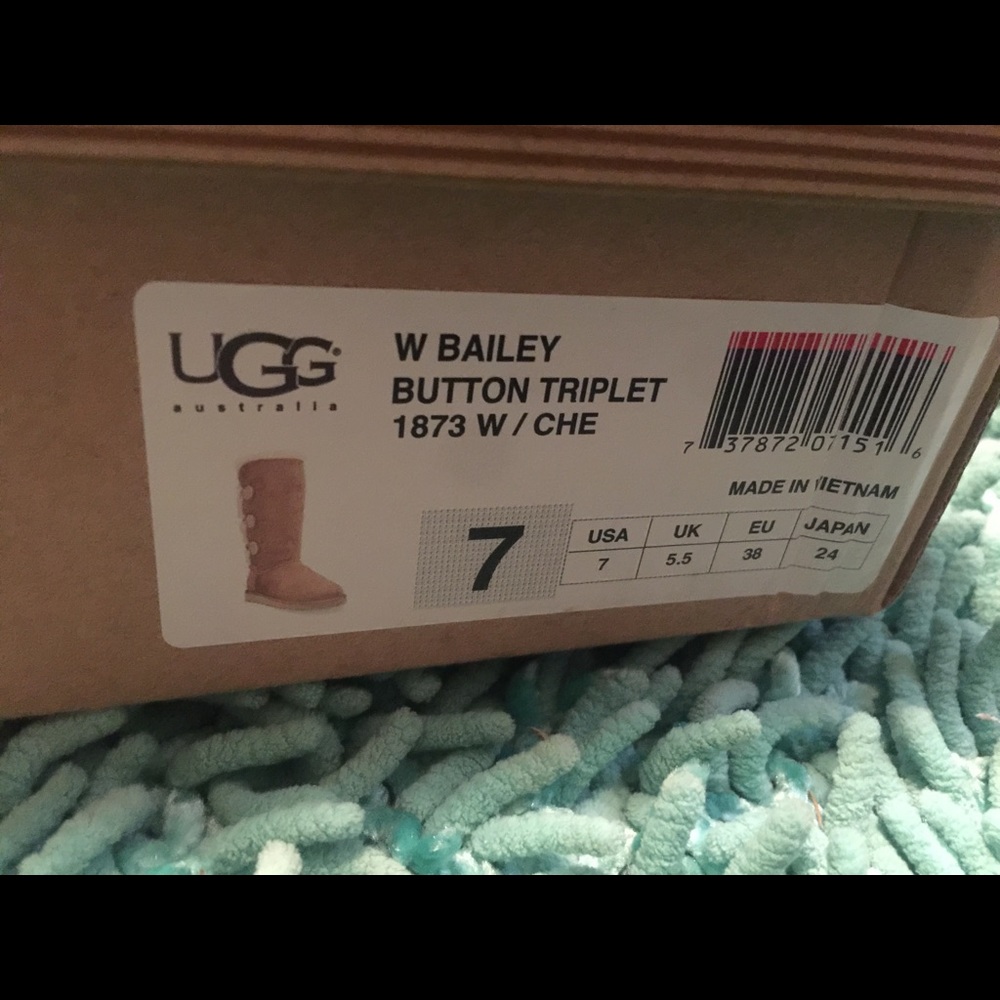 UGG
australia
W BAILEY
BUTTON TRIPLET
1873 W / CHE
7 37872 07151 6
MADE IN VIETNAM
7
USA UK EU JAPAN
7 5.5 38 24